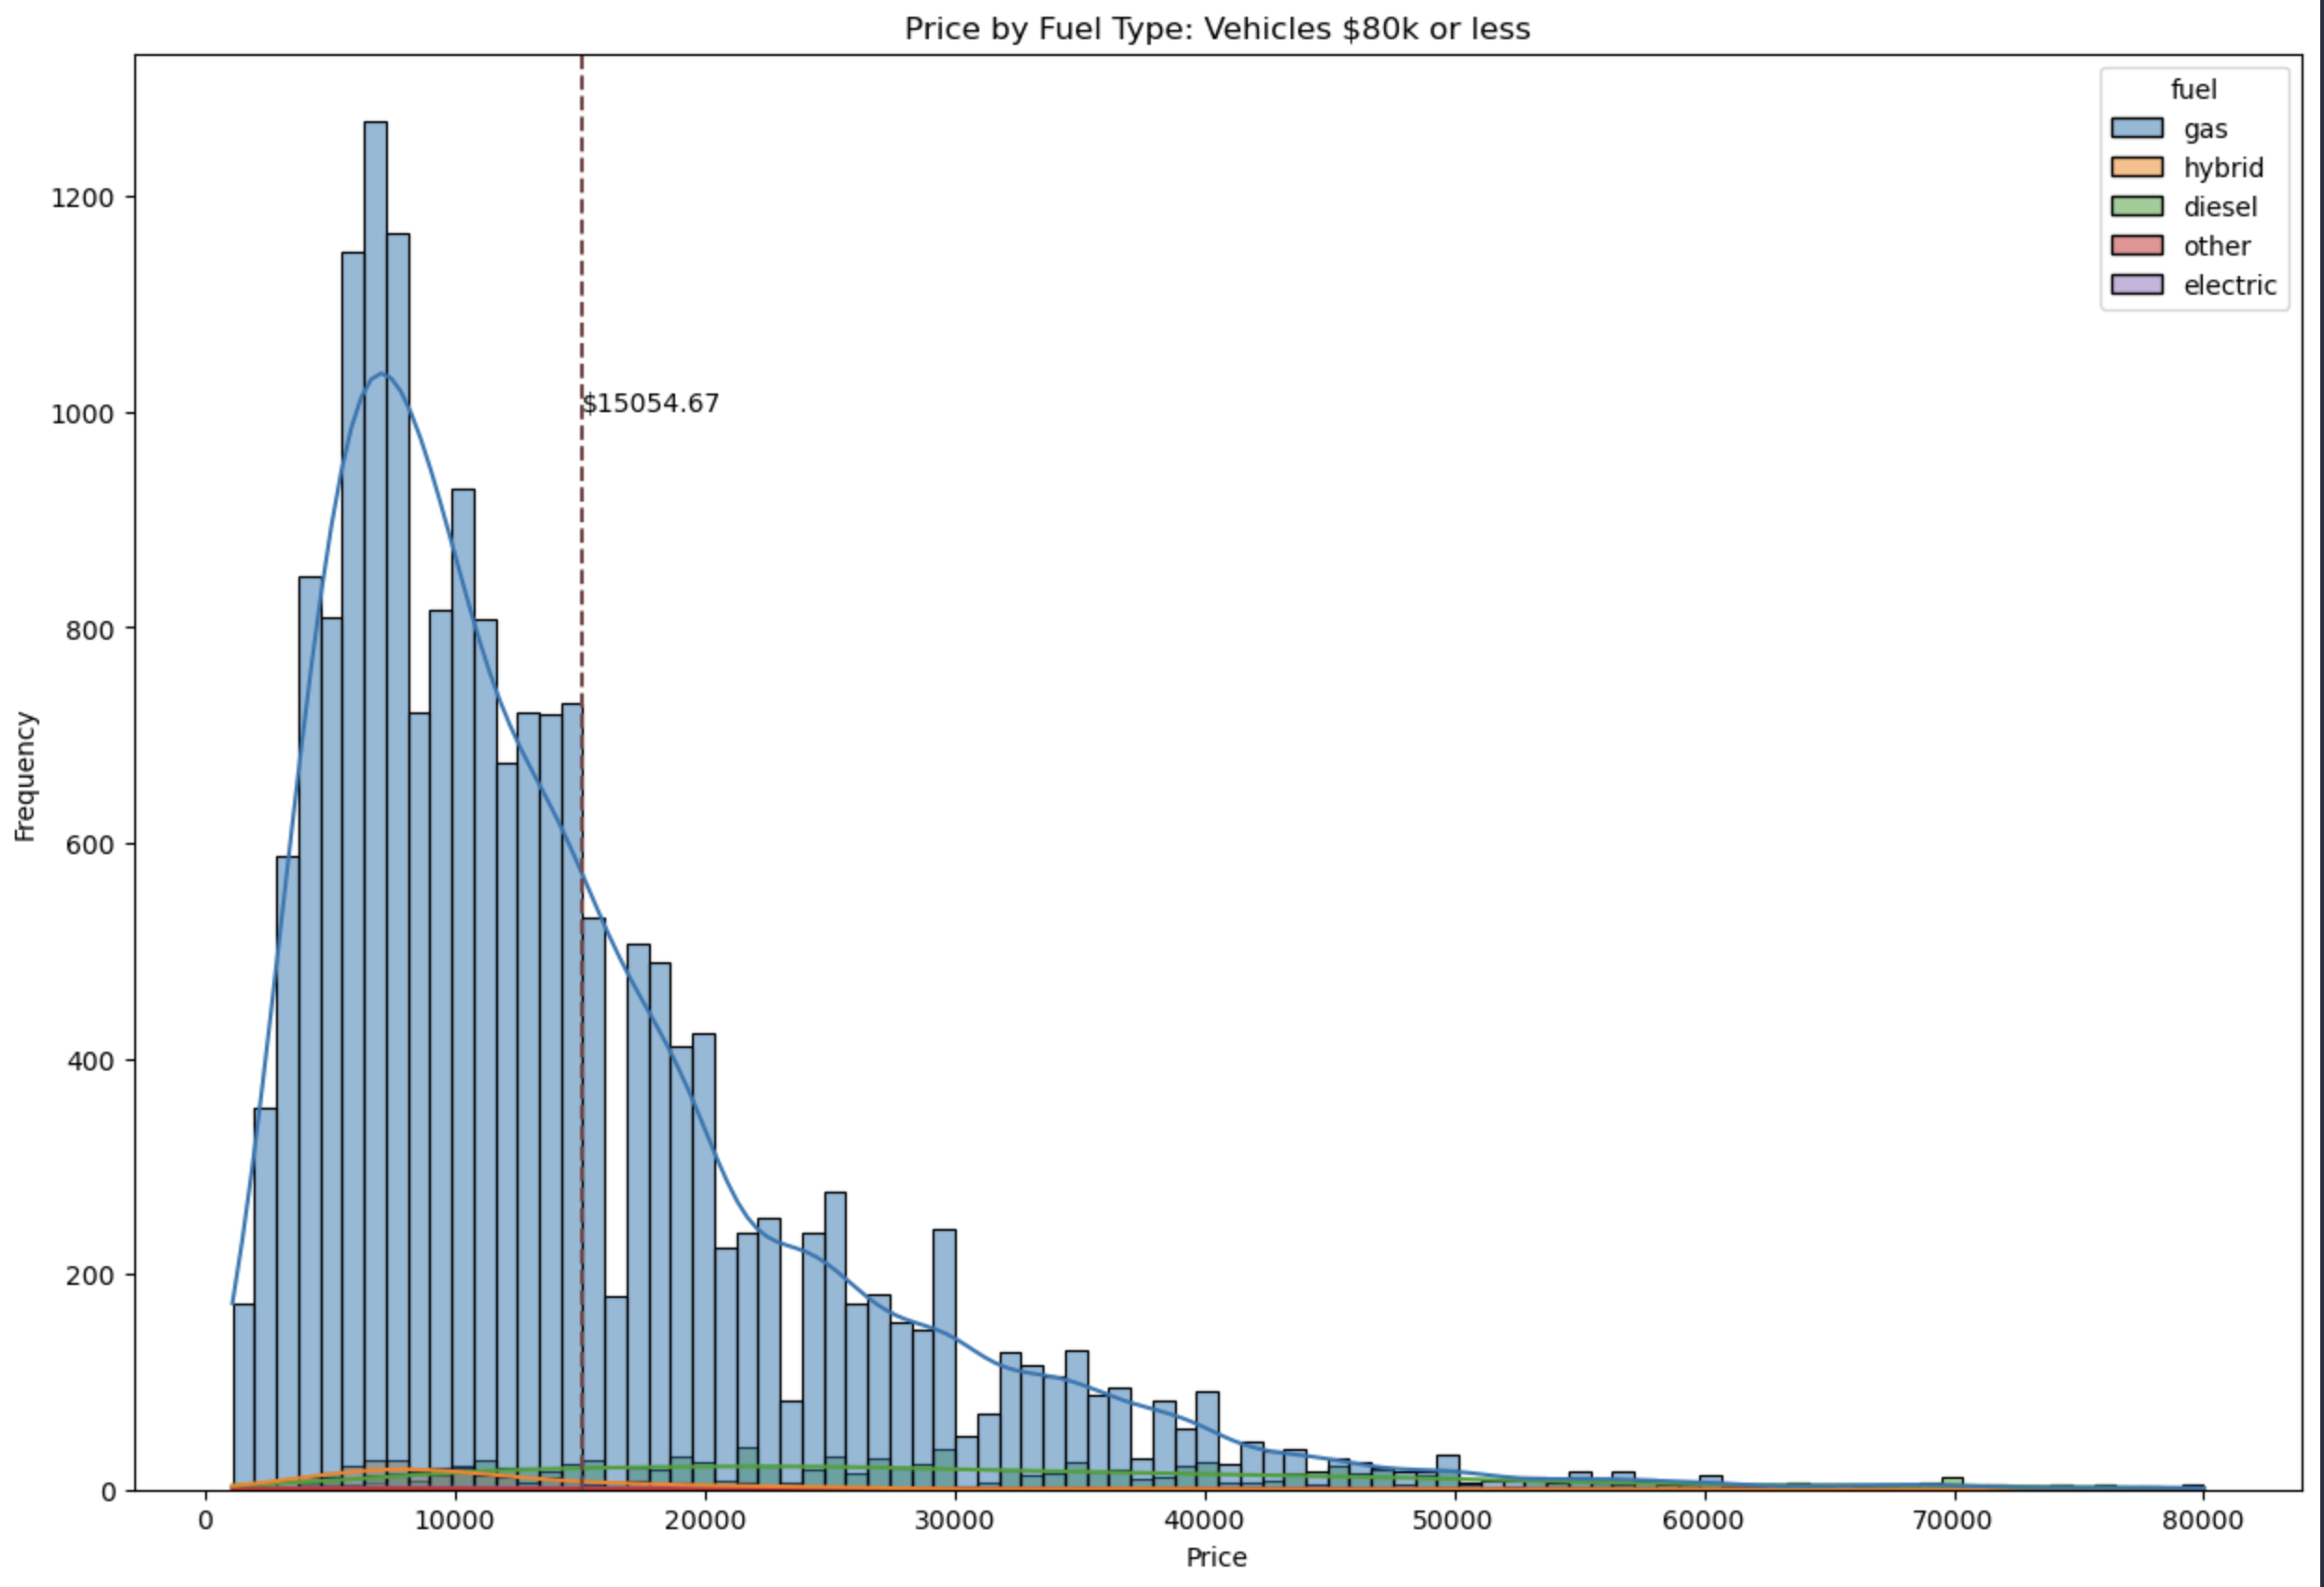 Price by Fuel Type: Vehicles $80k or less
fuel
gas
hybrid
diesel
other
electric
$15054.67
Frequency
1200
1000
800
600
400
200
0
0 10000 20000 30000 40000 50000 60000 70000 80000
Price